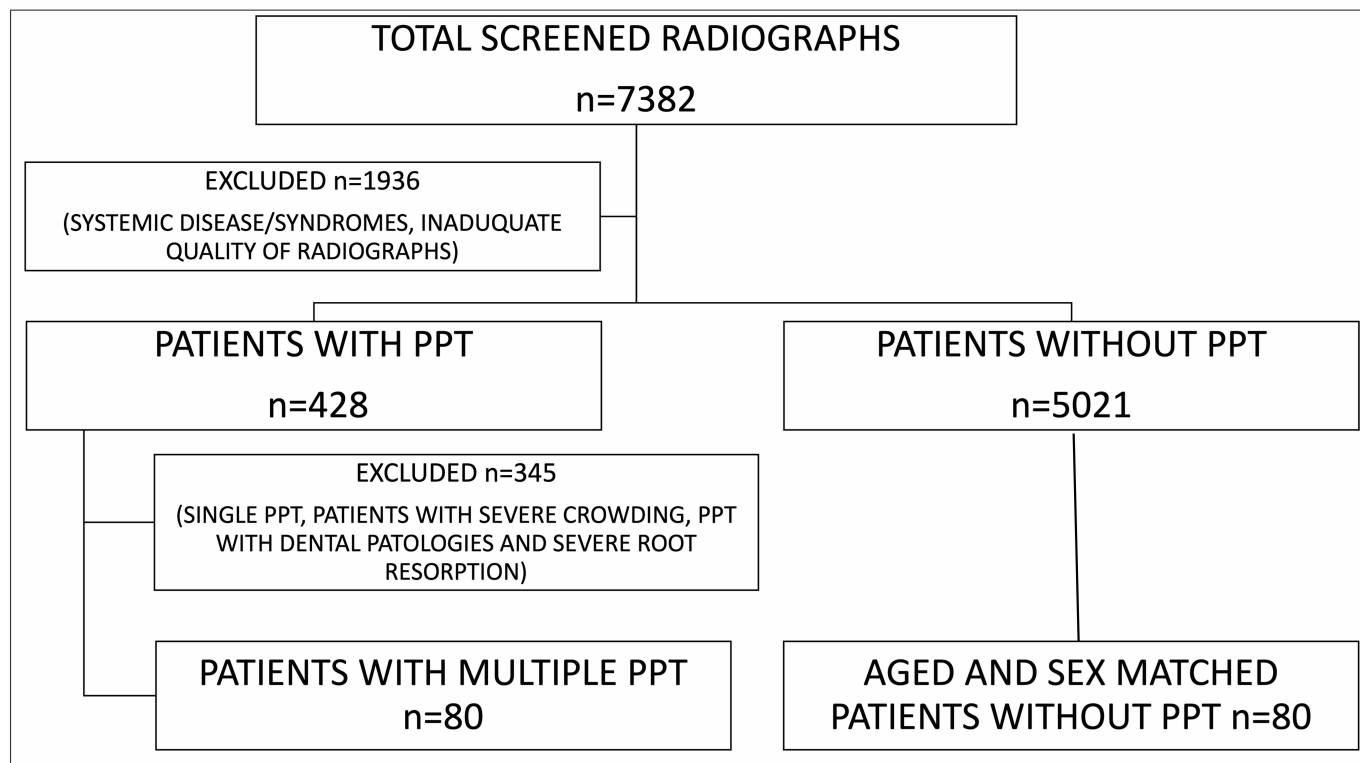 TOTAL SCREENED RADIOGRAPHS
n=7382
EXCLUDED n=1936
(SYSTEMIC DISEASE/SYNDROMES, INADUQUATE
QUALITY OF RADIOGRAPHS)
PATIENTS WITH PPT
n=428
PATIENTS WITHOUT PPT
n=5021
EXCLUDED n=345
(SINGLE PPT, PATIENTS WITH SEVERE CROWDING, PPT
WITH DENTAL PATOLOGIES AND SEVERE ROOT
RESORPTION)
PATIENTS WITH MULTIPLE PPT
n=80
AGED AND SEX MATCHED
PATIENTS WITHOUT PPT n=80